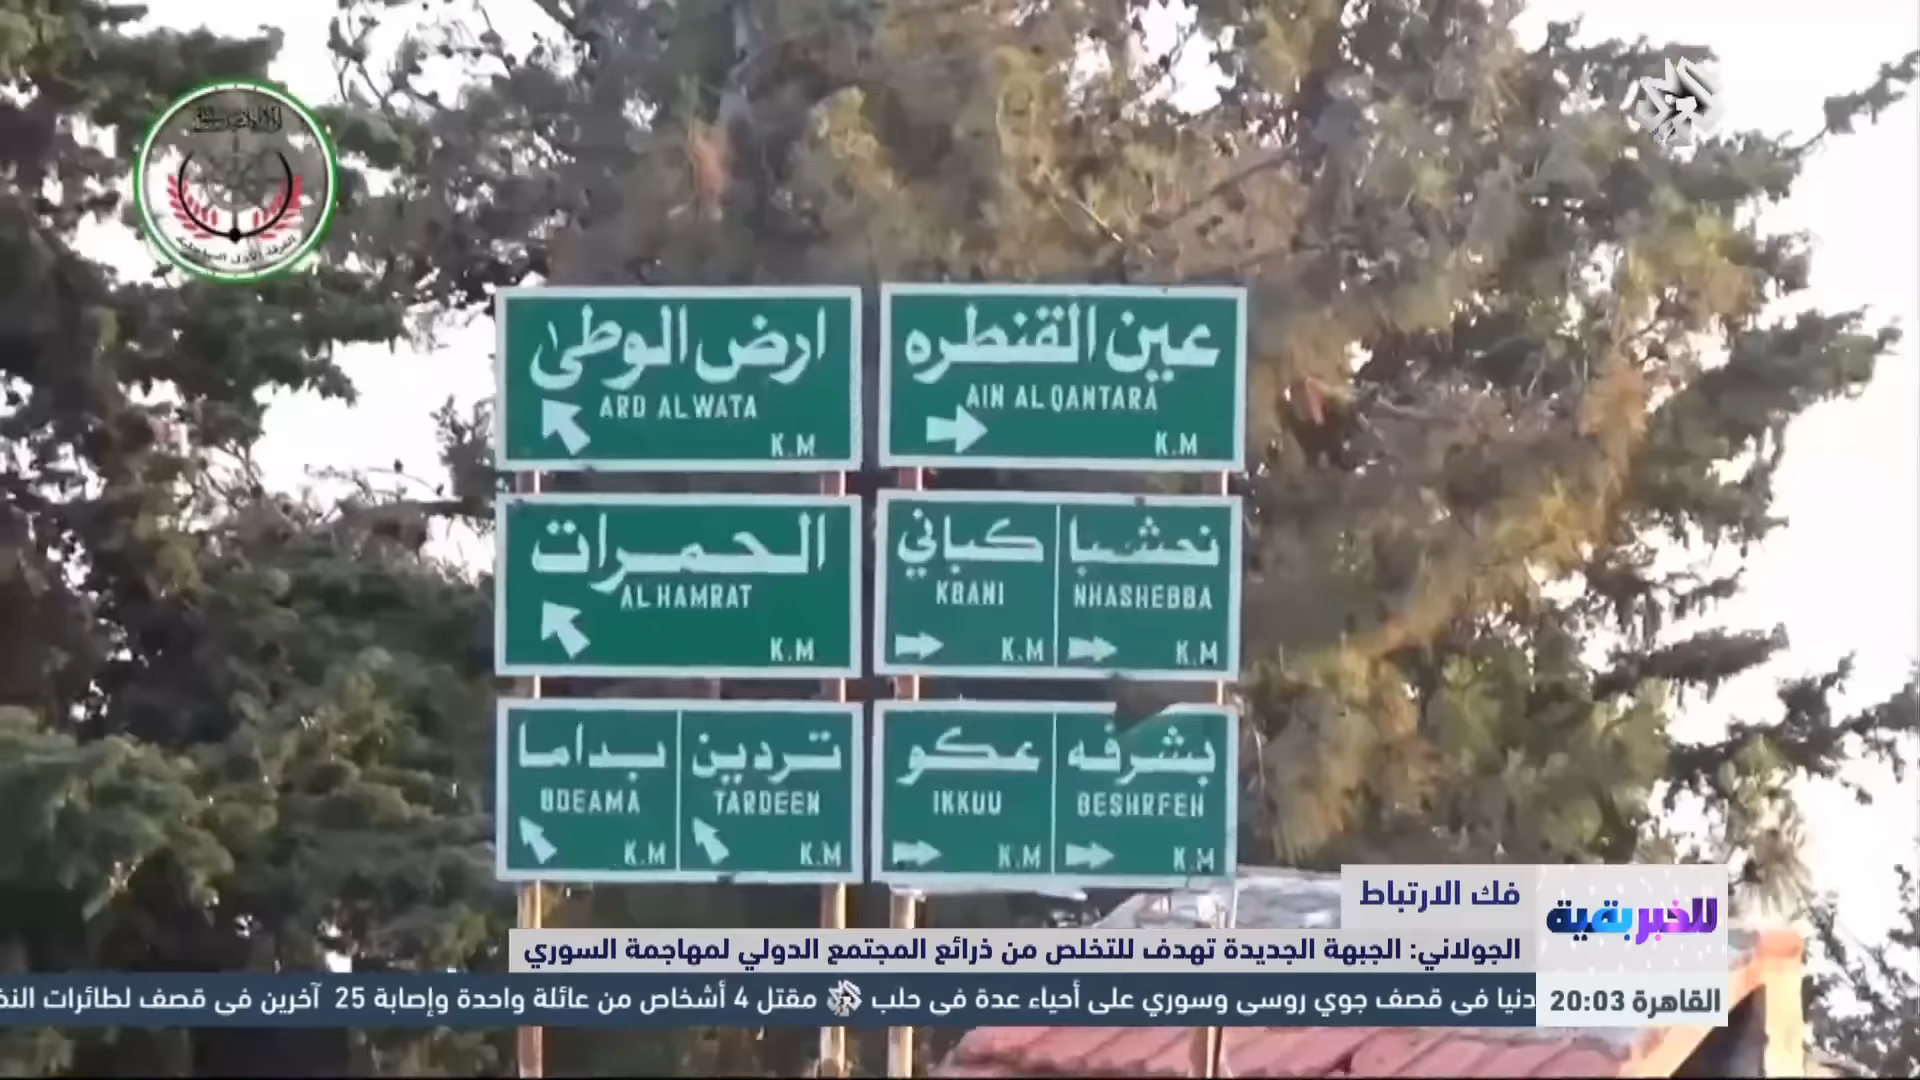 ارض الوطى
ARD AL WATA
K.M
عين القنطره
AIN AL QANTARA
K.M
الحمرات
AL HAMRAT
K.M
كباني
KBANI
K.M
نحشبا
NHASHEBBA
K.M
بداما
BDEAMA
K.M
تردين
TARDEEN
K.M
عكو
IKKUU
K.M
بشرفه
BESHRFEH
K.M
فك الارتباط
للخبر بقية
الجولاني: الجبهة الجديدة تهدف للتخلص من ذرائع المجتمع الدولي لمهاجمة السوري
القاهرة 20:03
دنيا في قصف جوي روسي وسوري على أحياء عدة في حلب
مقتل 4 أشخاص من عائلة واحدة وإصابة 25 آخرين في قصف لطائرات